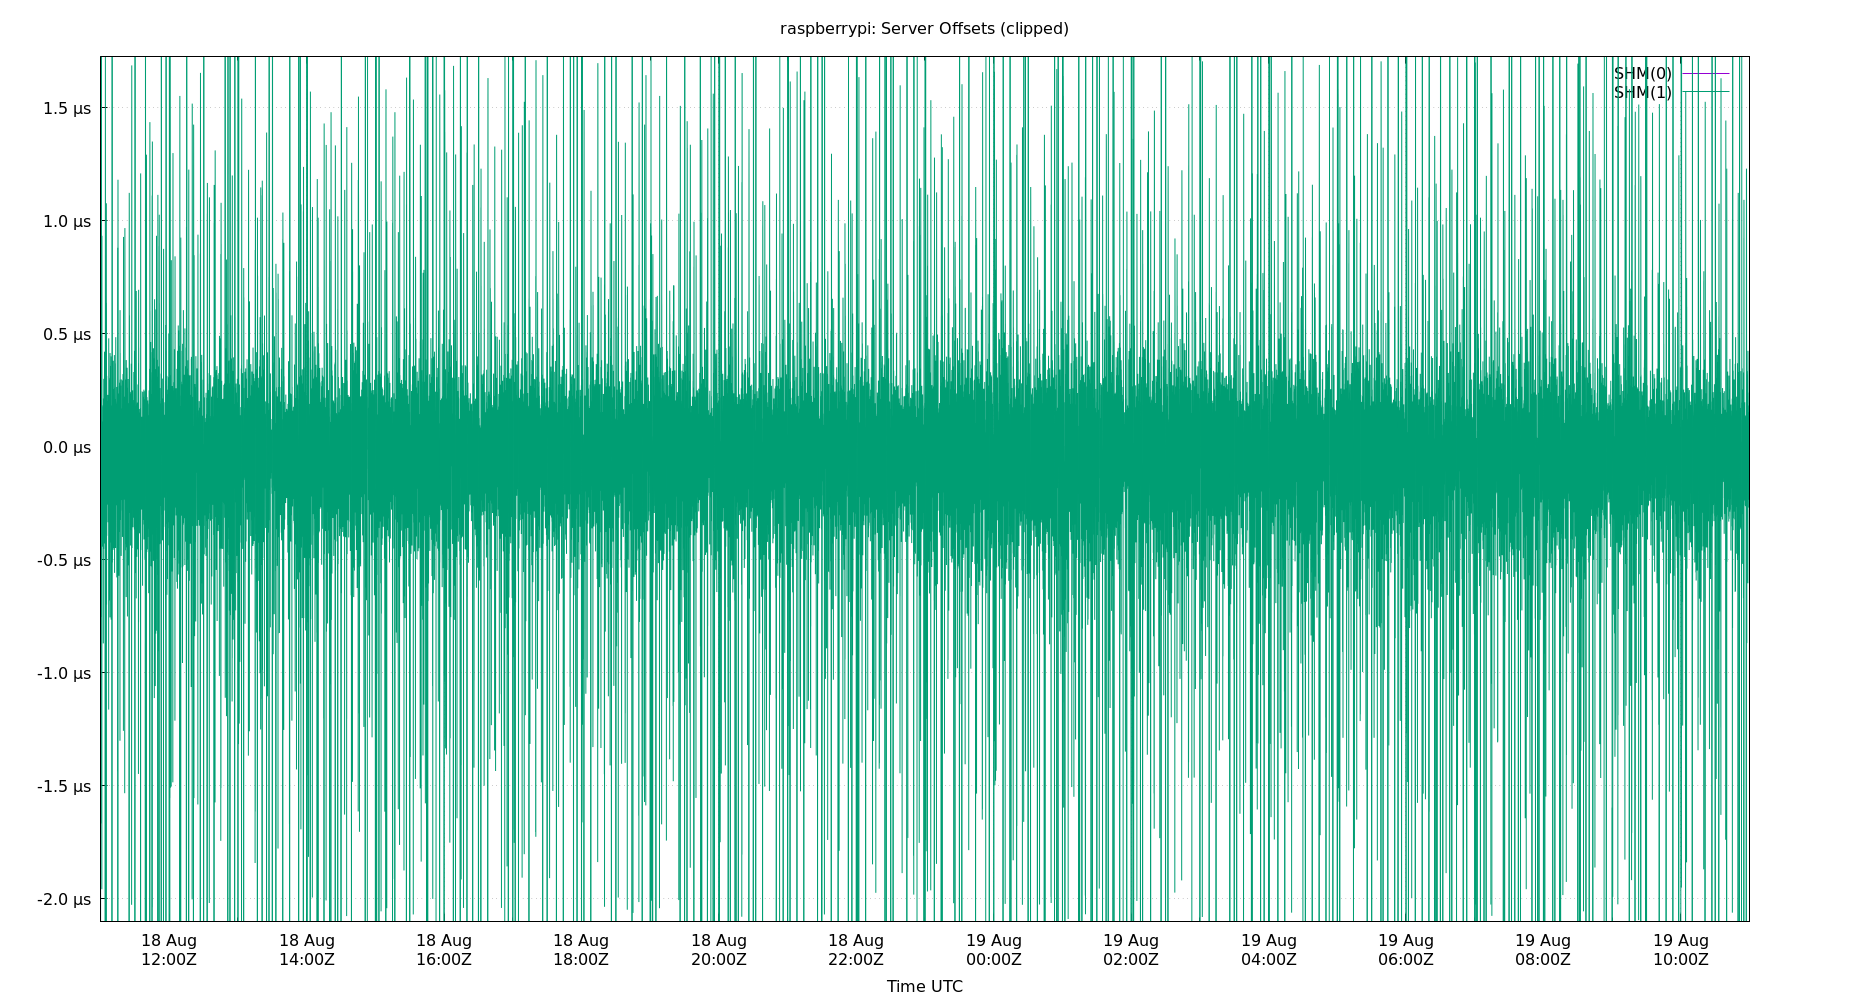 raspberrypi: Server Offsets (clipped)
SHM(0)
SHM(1)
1.5 µs
1.0 µs
0.5 µs
0.0 µs
-0.5 µs
-1.0 µs
-1.5 µs
-2.0 µs
18 Aug 18 Aug 18 Aug 18 Aug 18 Aug 18 Aug 19 Aug 19 Aug 19 Aug 19 Aug 19 Aug 19 Aug
12:00Z 14:00Z 16:00Z 18:00Z 20:00Z 22:00Z 00:00Z 02:00Z 04:00Z 06:00Z 08:00Z 10:00Z
Time UTC